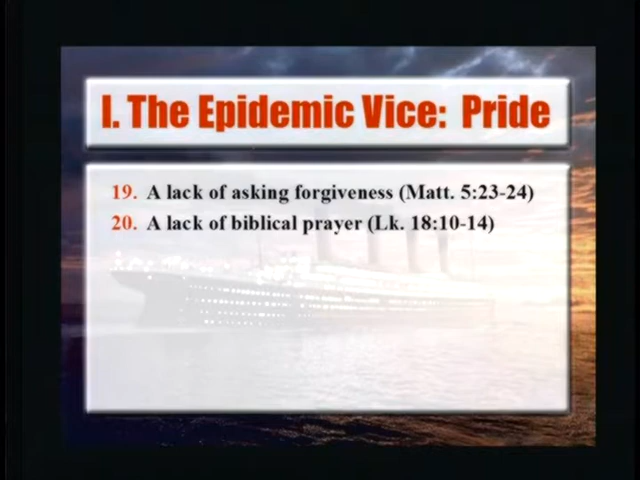 I. The Epidemic Vice: Pride
19. A lack of asking forgiveness (Matt. 5:23-24)
20. A lack of biblical prayer (Lk. 18:10-14)